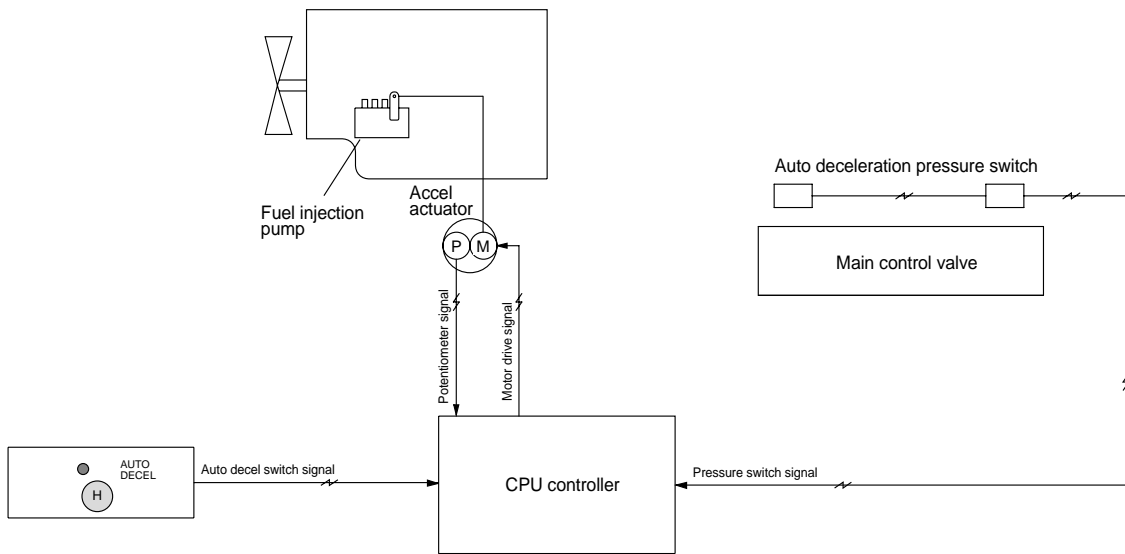 Auto deceleration pressure switch
Accel
actuator
Fuel injection
pump
P
M
Main control valve
Potentiometer signal
Motor drive signal
AUTO
DECEL
H
Auto decel switch signal
CPU controller
Pressure switch signal